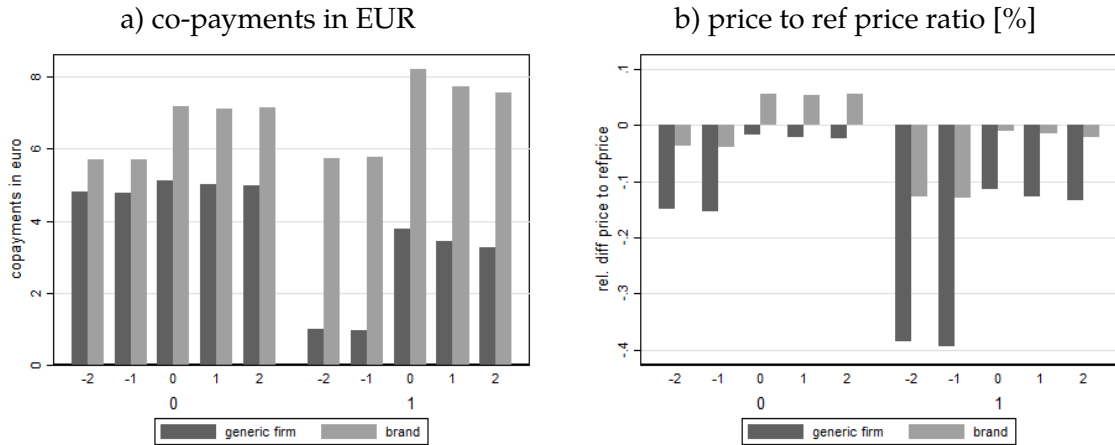 a) co-payments in EUR
copayments in euro
8
6
4
2
0
-2 -1 0 1 2 -2 -1 0 1 2
0 1
generic firm brand
b) price to ref price ratio [%]
rel. diff price to refprice
.1
0
-.1
-.2
-.3
-.4
-2 -1 0 1 2 -2 -1 0 1 2
0 1
generic firm brand